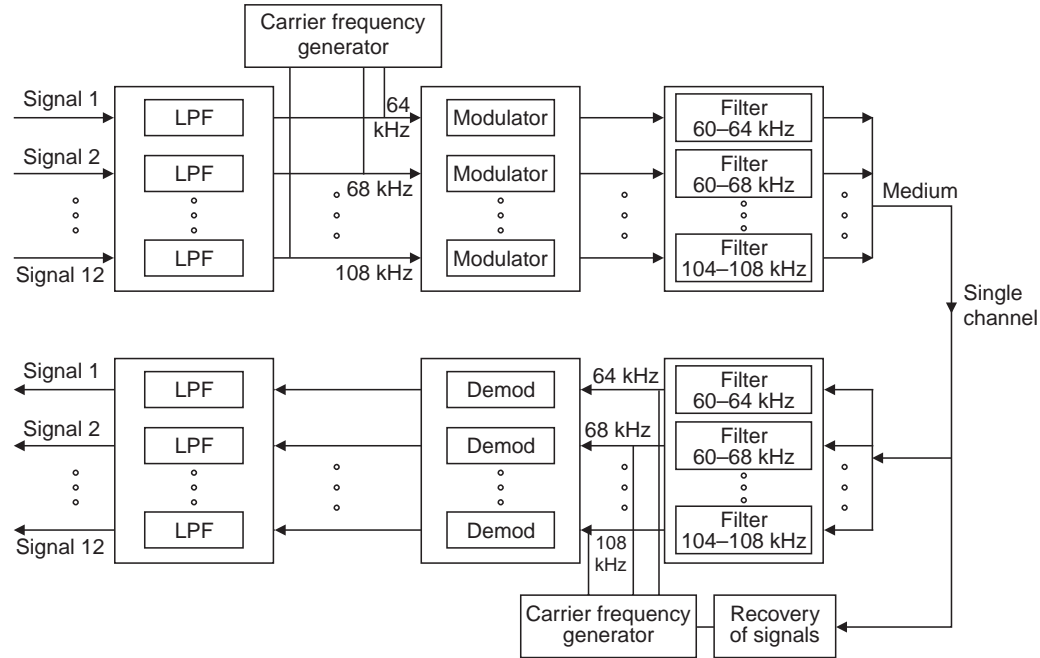 Carrier frequency
generator
Signal 1
LPF
64
kHz
Modulator
Filter
60–64 kHz
Signal 2
LPF
68 kHz
Modulator
Filter
60–68 kHz
Medium
Signal 12
LPF
108 kHz
Modulator
Filter
104–108 kHz
Single
channel
Signal 1
LPF
Demod
64 kHz
Filter
60–64 kHz
Signal 2
LPF
Demod
68 kHz
Filter
60–68 kHz
Signal 12
LPF
Demod
108
kHz
Filter
104–108 kHz
Carrier frequency
generator
Recovery
of signals